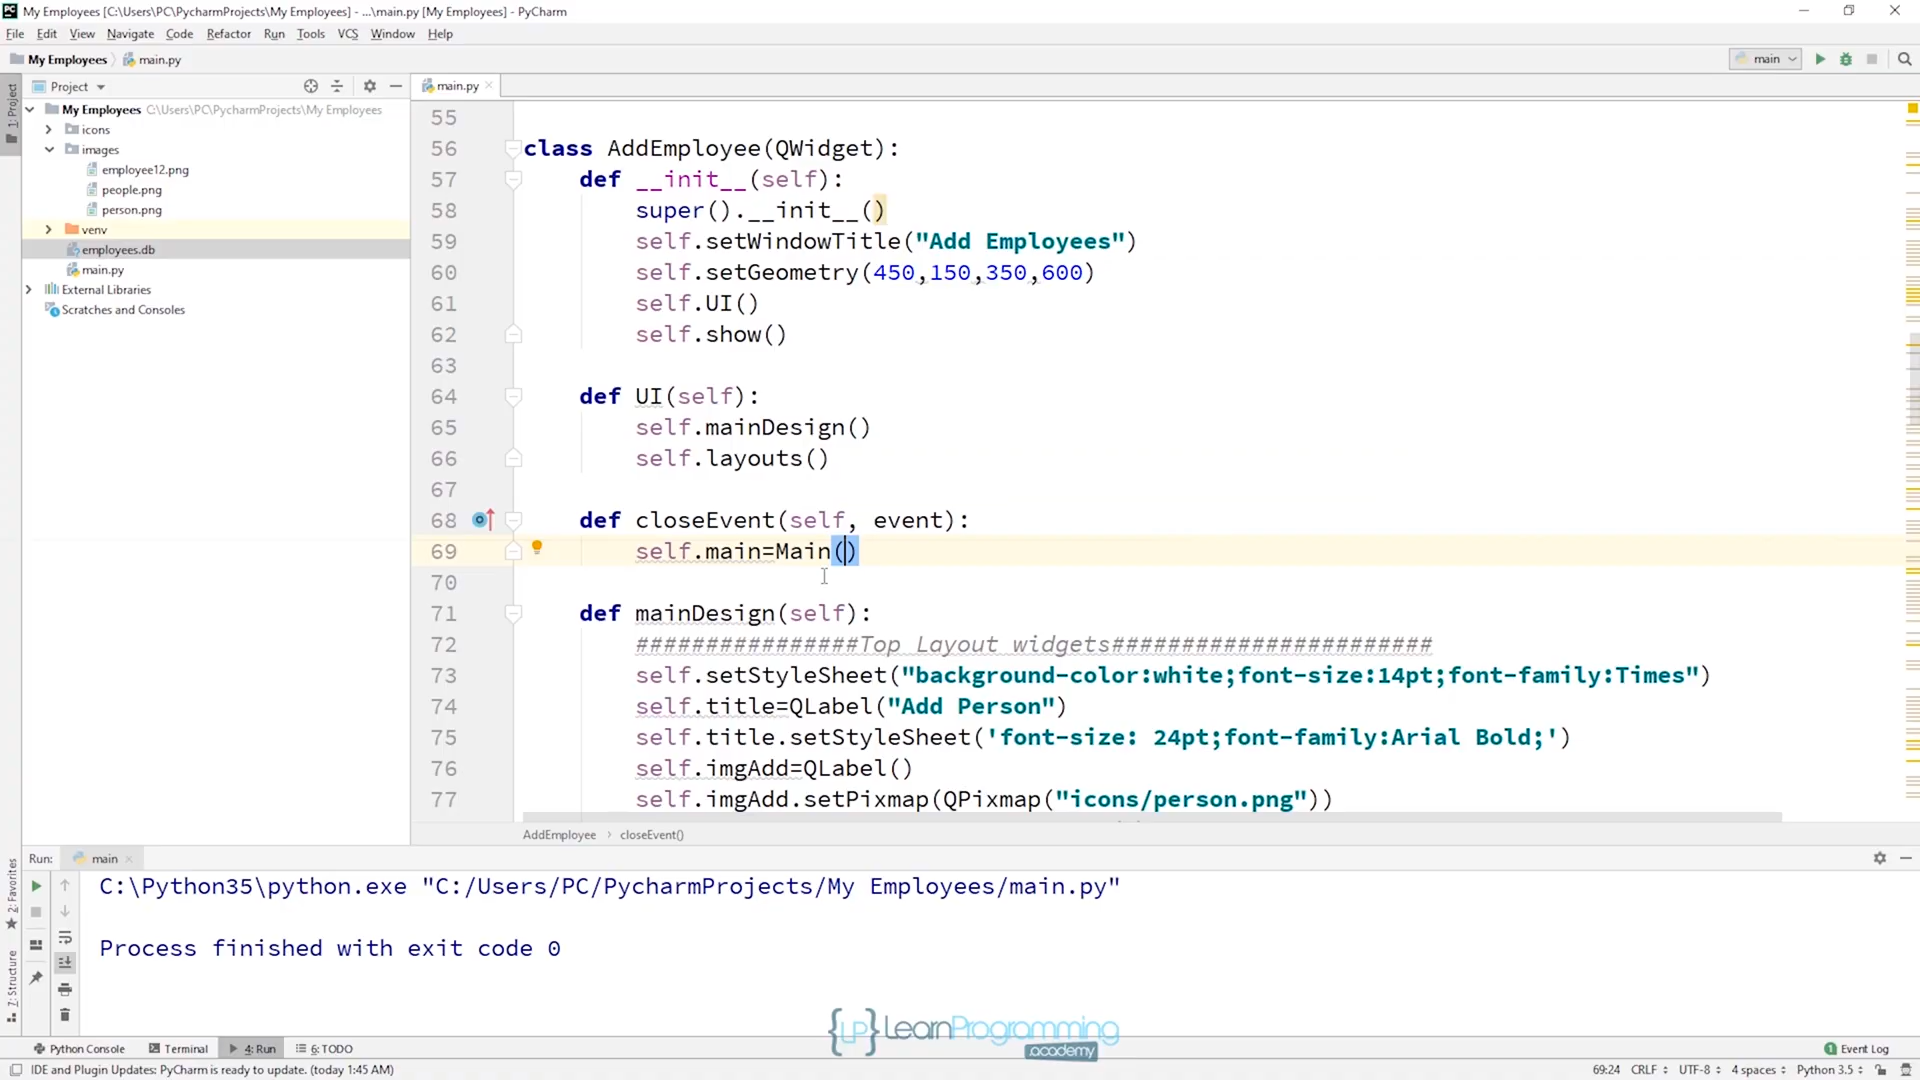 My Employees [C:\Users\PC\PycharmProjects\My Employees] - ...\main.py [My Employees] - PyCharm
File Edit View Navigate Code Refactor Run Tools VCS Window Help
My Employees main.py
main
Project
main.py
1: Project
My Employees C:\Users\PC\PycharmProjects\My Employees
icons
images
employee12.png
people.png
person.png
venv
employees.db
main.py
External Libraries
Scratches and Consoles
55
56 class AddEmployee(QWidget):
57 def __init__(self):
58 super().__init__()
59 self.setWindowTitle("Add Employees")
60 self.setGeometry(450,150,350,600)
61 self.UI()
62 self.show()
63
64 def UI(self):
65 self.mainDesign()
66 self.layouts()
67
68 def closeEvent(self, event):
69 self.main=Main()
70
71 def mainDesign(self):
72 ################Top Layout widgets#######################
73 self.setStyleSheet("background-color:white;font-size:14pt;font-family:Times")
74 self.title=QLabel("Add Person")
75 self.title.setStyleSheet('font-size: 24pt;font-family:Arial Bold;')
76 self.imgAdd=QLabel()
77 self.imgAdd.setPixmap(QPixmap("icons/person.png"))
AddEmployee closeEvent()
Run: main
2: Favorites
7: Structure
C:\Python35\python.exe "C:/Users/PC/PycharmProjects/My Employees/main.py"
Process finished with exit code 0
{LP} LearnProgramming
.academy
Python Console Terminal 4: Run 6: TODO
1 Event Log
IDE and Plugin Updates: PyCharm is ready to update. (today 1:45 AM)
69:24 CRLF UTF-8 4 spaces Python 3.5